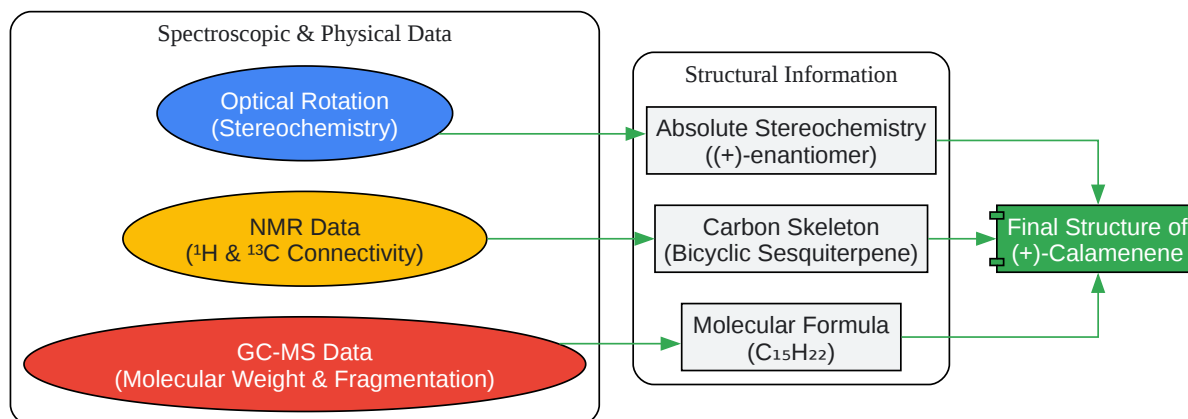 Spectroscopic & Physical Data
Optical Rotation
(Stereochemistry)
NMR Data
(¹H & ¹³C Connectivity)
GC-MS Data
(Molecular Weight & Fragmentation)
Structural Information
Absolute Stereochemistry
((+)-enantiomer)
Carbon Skeleton
(Bicyclic Sesquiterpene)
Molecular Formula
(C₁₅H₂₂)
Final Structure of
(+)-Calamenene